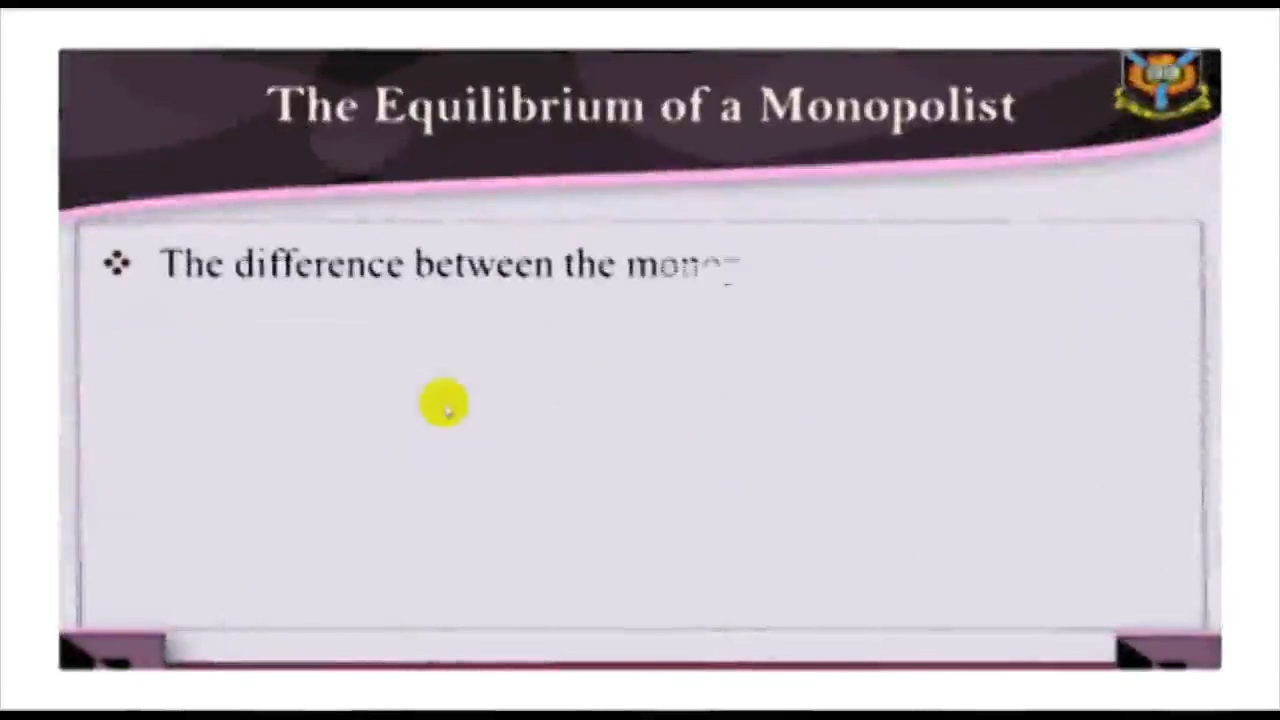 The Equilibrium of a Monopolist
The difference between the